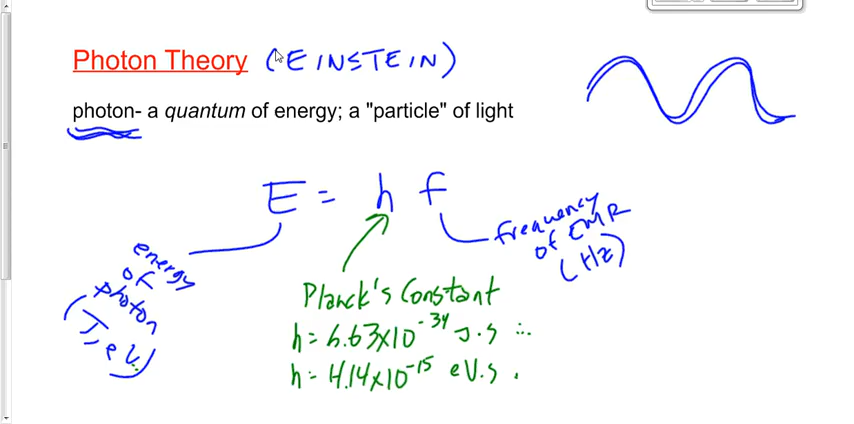 Photon Theory (EINSTEIN)
photon- a quantum of energy; a "particle" of light
E = h f
energy
of
photon
(J, eV)
frequency
of EMR
(Hz)
Planck's Constant
h = 6.63x10^-34 J.s
h = 4.14x10^-15 eV.s